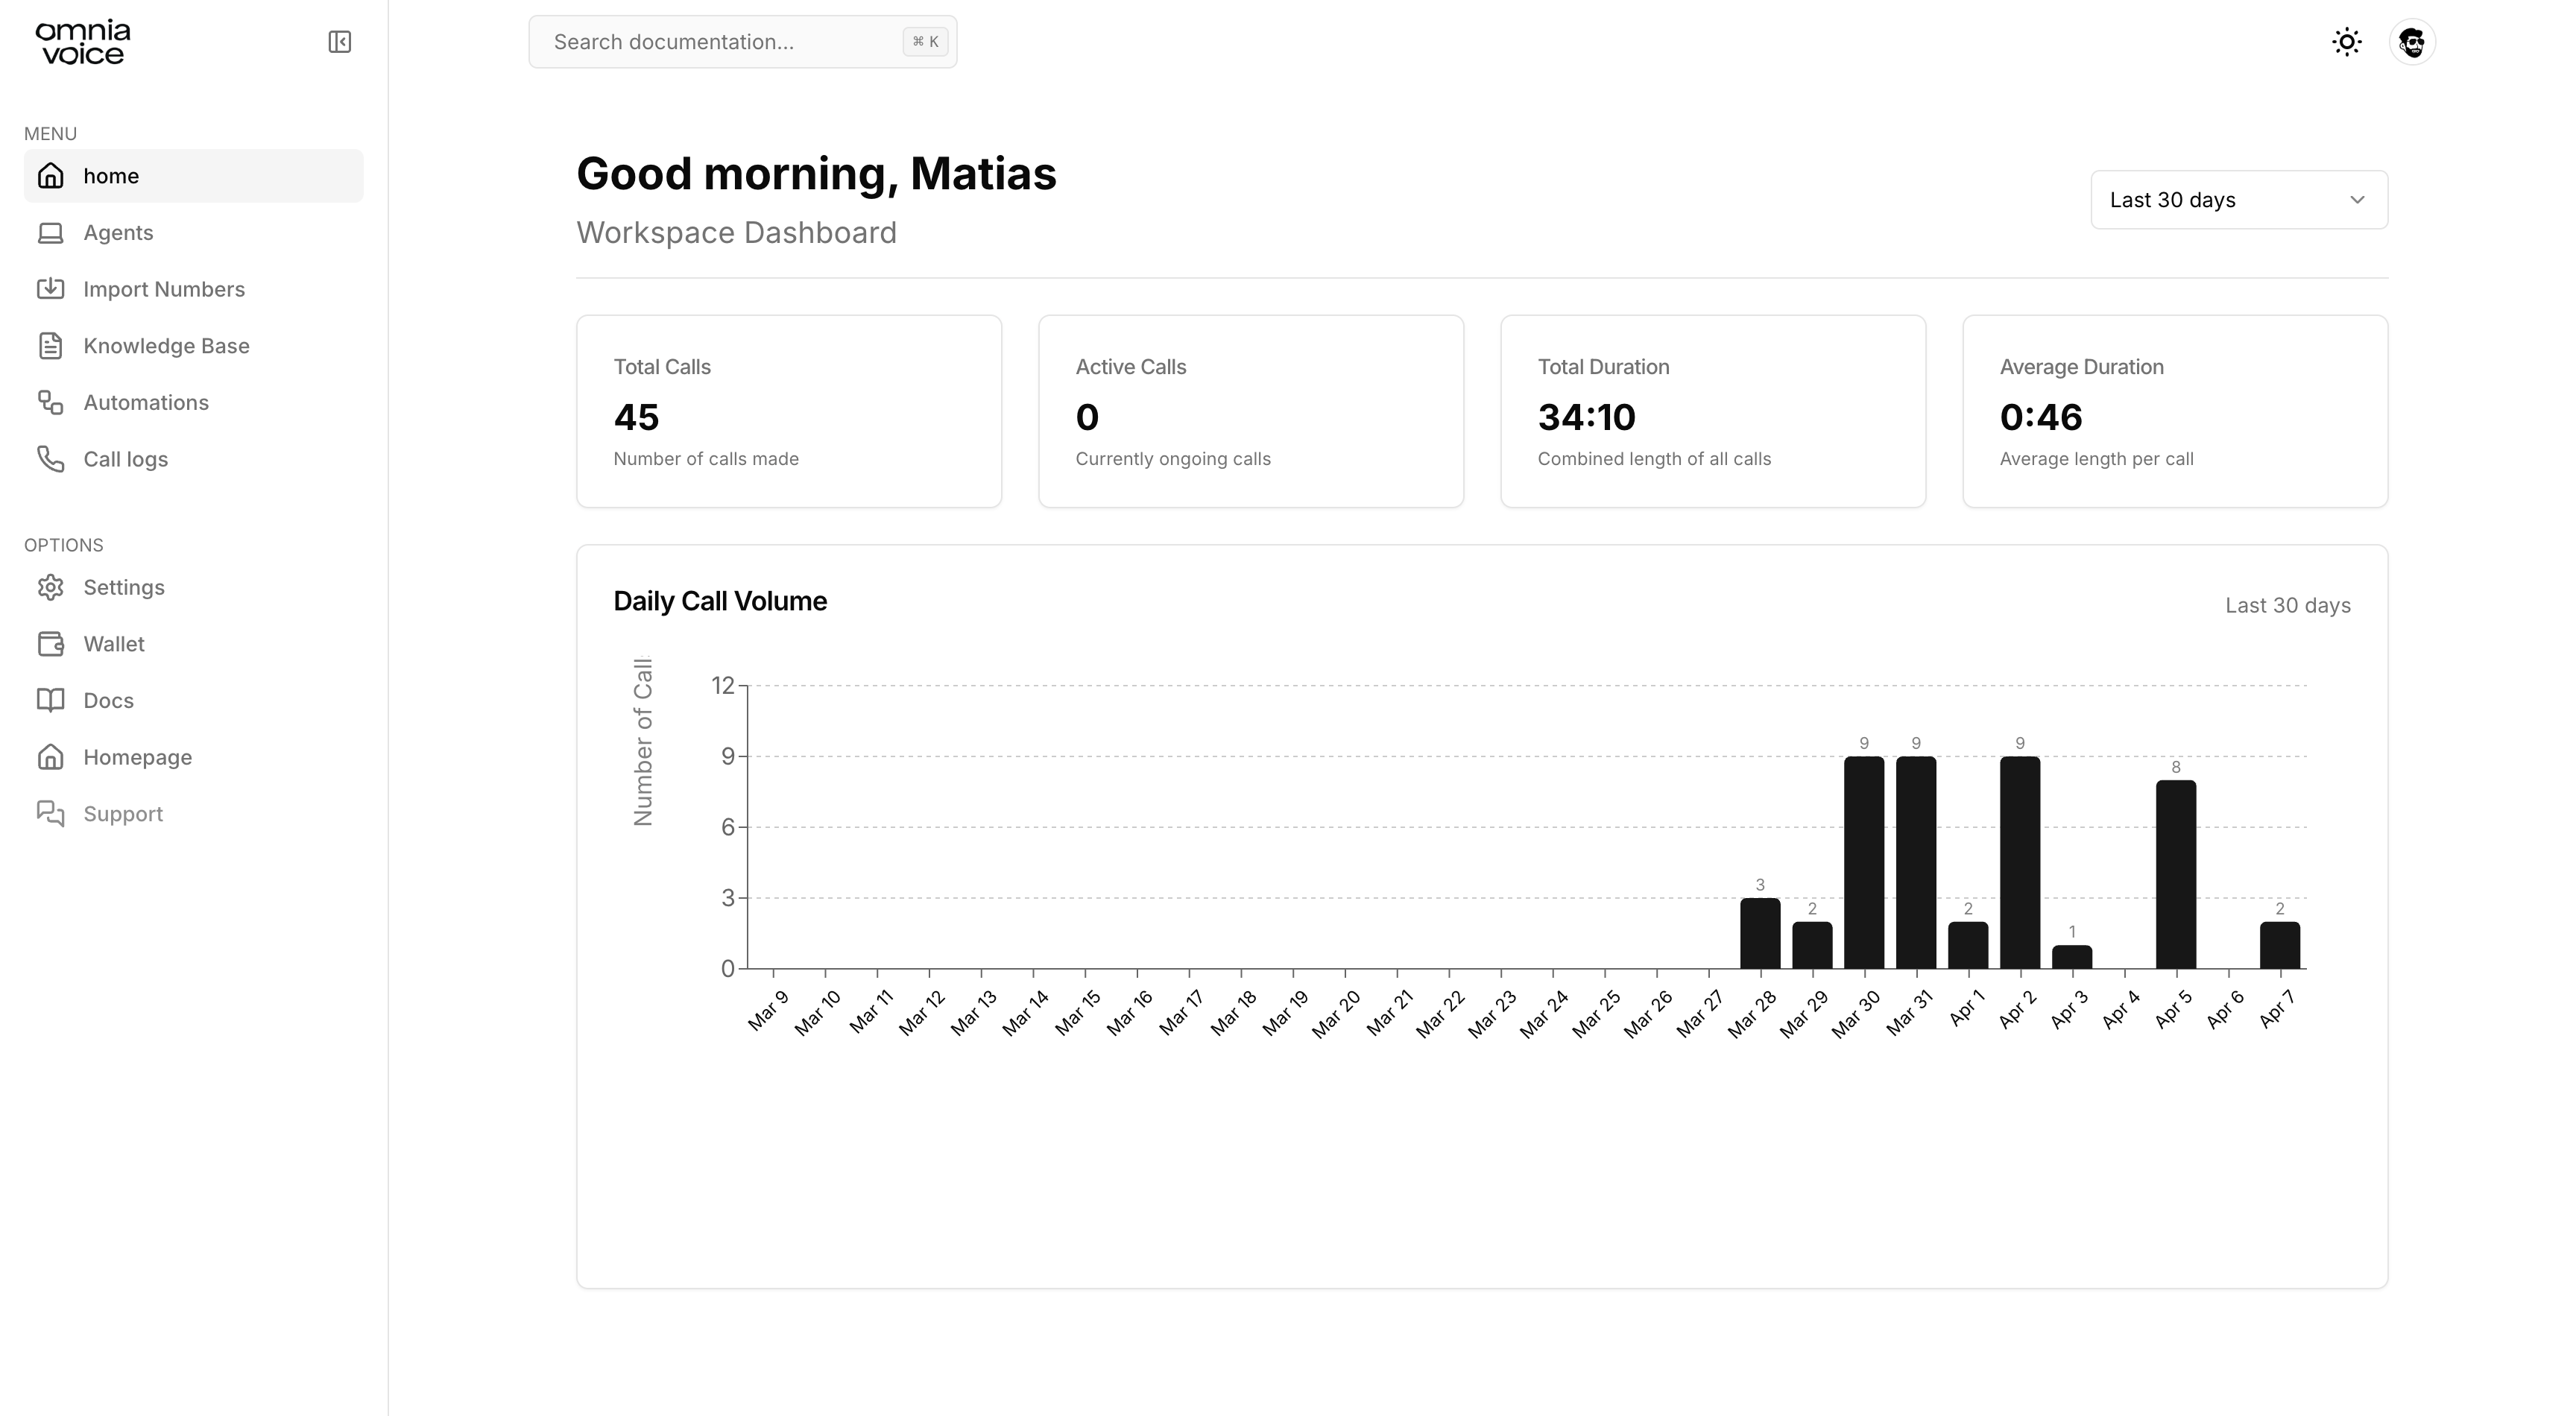 omnia
voice
Search documentation...
⌘ K
MENU
home
Agents
Import Numbers
Knowledge Base
Automations
Call logs
OPTIONS
Settings
Wallet
Docs
Homepage
Support
Good morning, Matias
Workspace Dashboard
Last 30 days
Total Calls
45
Number of calls made
Active Calls
0
Currently ongoing calls
Total Duration
34:10
Combined length of all calls
Average Duration
0:46
Average length per call
Daily Call Volume
Last 30 days
Number of Call
12
9
6
3
0
3
2
9
9
2
9
1
8
2
Mar 9
Mar 10
Mar 11
Mar 12
Mar 13
Mar 14
Mar 15
Mar 16
Mar 17
Mar 18
Mar 19
Mar 20
Mar 21
Mar 22
Mar 23
Mar 24
Mar 25
Mar 26
Mar 27
Mar 28
Mar 29
Mar 30
Mar 31
Apr 1
Apr 2
Apr 3
Apr 4
Apr 5
Apr 6
Apr 7